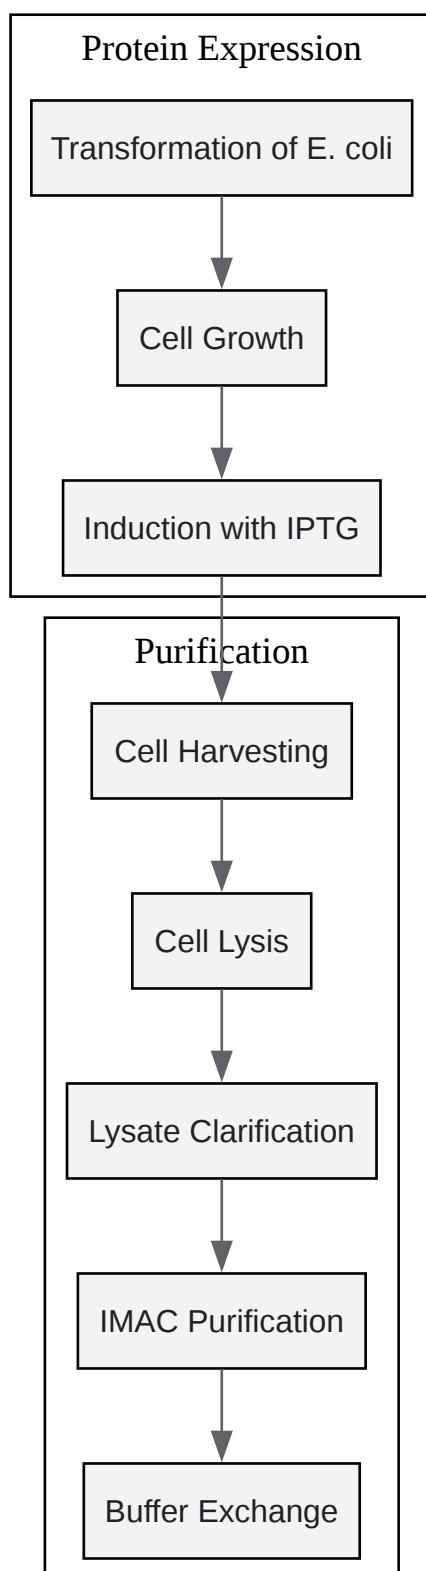 Protein Expression
Transformation of E. coli
Cell Growth
Induction with IPTG
Purification
Cell Harvesting
Cell Lysis
Lysate Clarification
IMAC Purification
Buffer Exchange